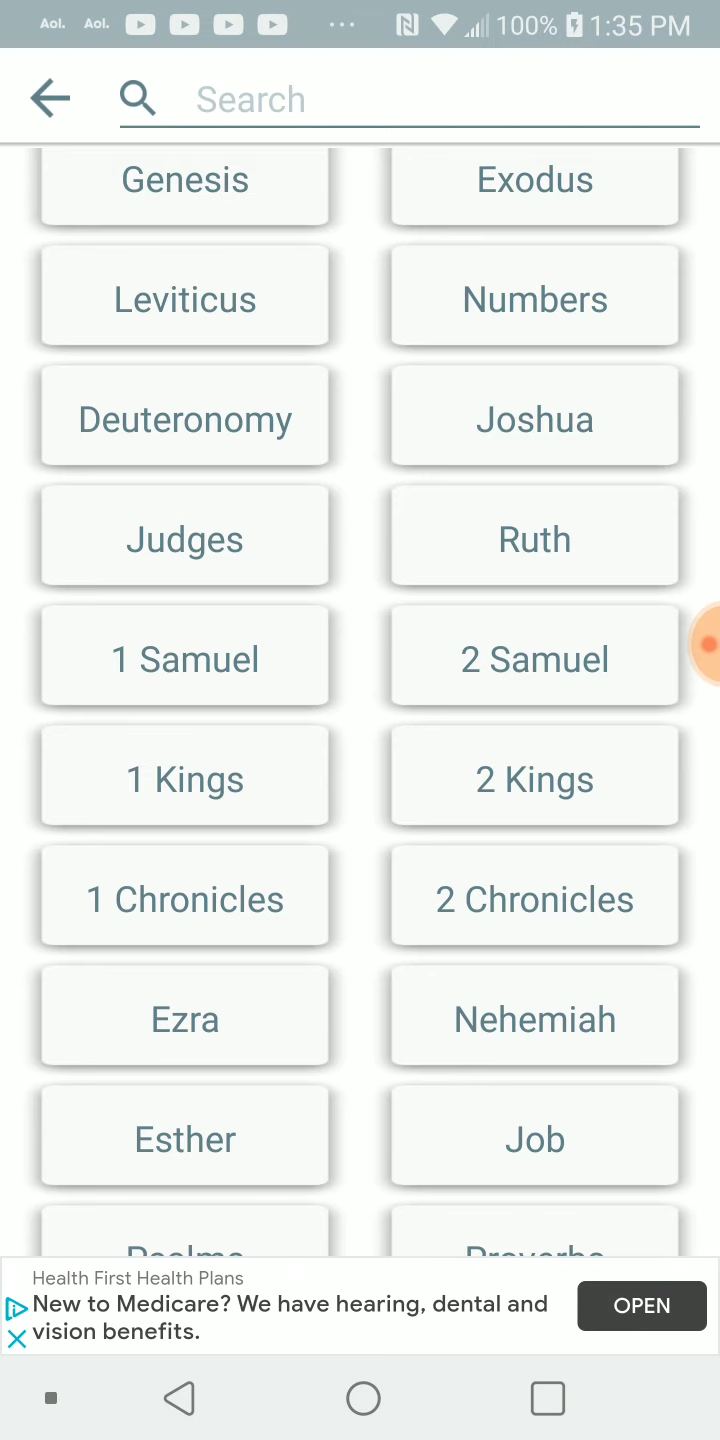 Aol. Aol. 100% 1:35 PM
Search
Genesis Exodus
Leviticus Numbers
Deuteronomy Joshua
Judges Ruth
1 Samuel 2 Samuel
1 Kings 2 Kings
1 Chronicles 2 Chronicles
Ezra Nehemiah
Esther Job
Psalms Proverbs
Health First Health Plans
New to Medicare? We have hearing, dental and
vision benefits.
OPEN